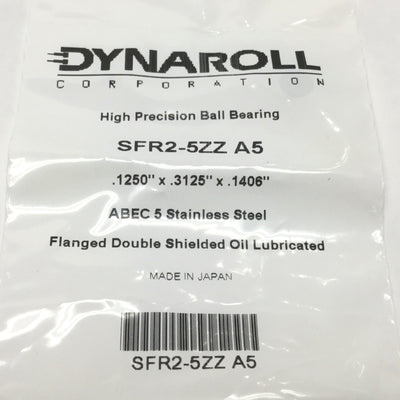 DYNAROLL
CORPORATION
High Precision Ball Bearing
SFR2-5ZZ A5
.1250" x .3125" x .1406"
ABEC 5 Stainless Steel
Flanged Double Shielded Oil Lubricated
MADE IN JAPAN
SFR2-5ZZ A5